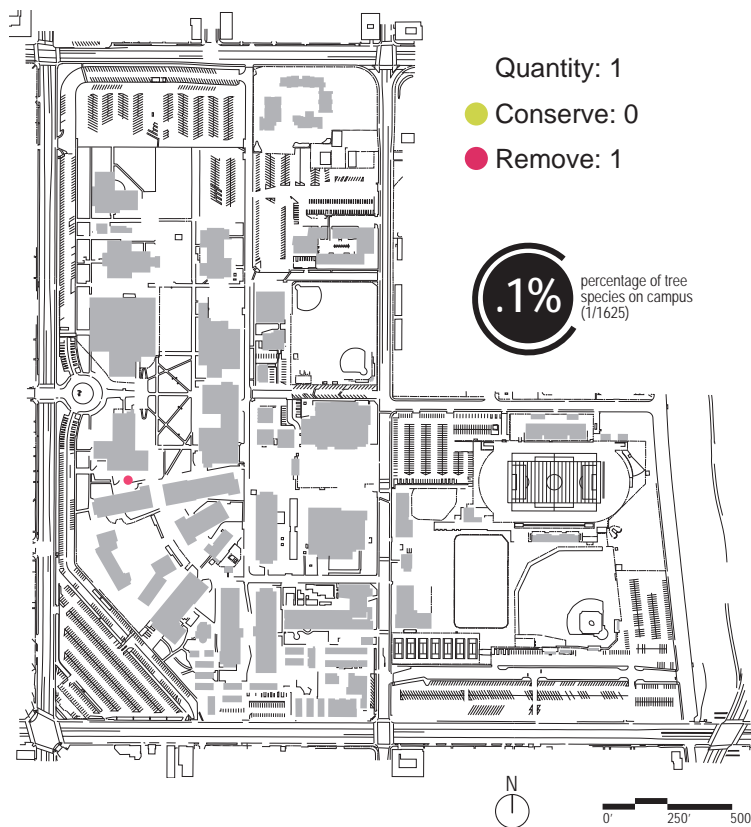 Quantity: 1
Conserve: 0
Remove: 1
.1%
percentage of tree
species on campus
(1/1625)
N
0'
250'
500